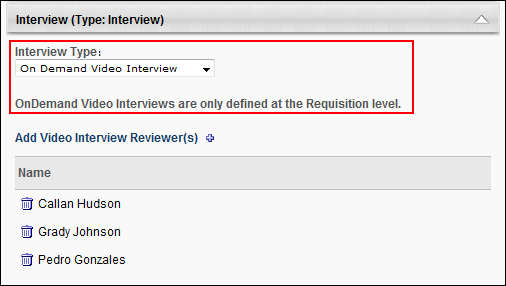 Interview (Type: Interview)
Interview Type:
On Demand Video Interview
OnDemand Video Interviews are only defined at the Requisition level.
Add Video Interview Reviewer(s)
Name
Callan Hudson
Grady Johnson
Pedro Gonzales